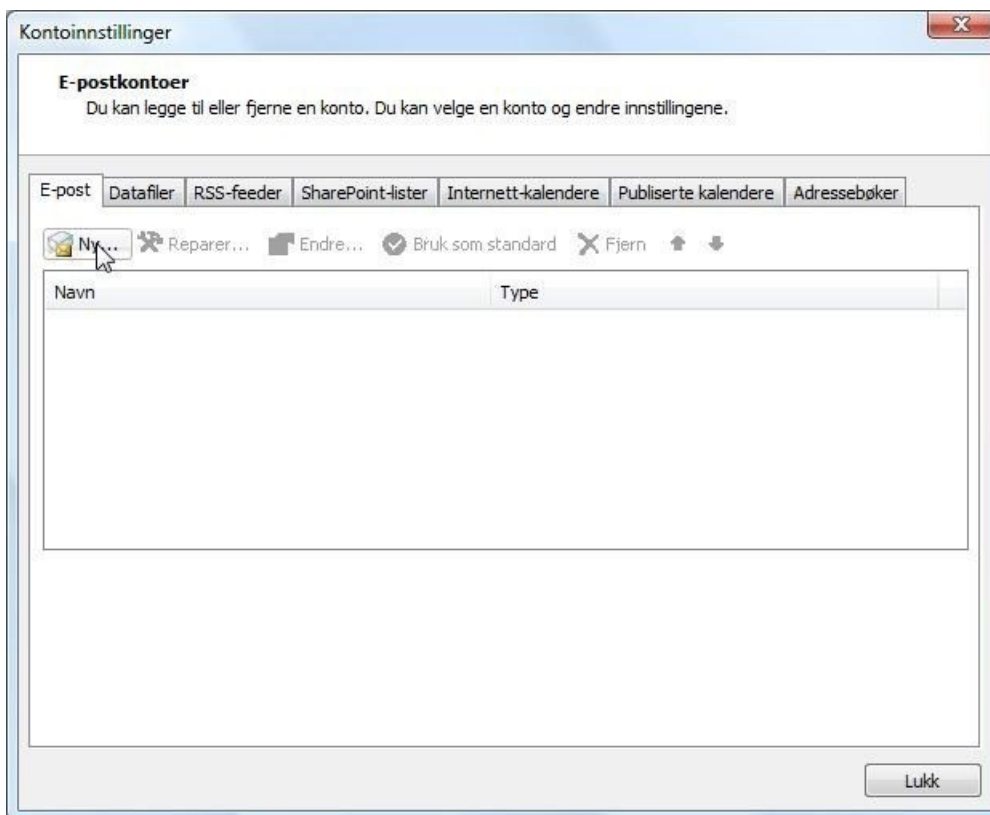 Kontoinnstillinger
E-postkontoer
Du kan legge til eller fjerne en konto. Du kan velge en konto og endre innstillingene.
E-post Datafiler RSS-feeder SharePoint-lister Internett-kalendere Publiserte kalendere Adressebøker
Ny... Reparer... Endre... Bruk som standard Fjern
Navn Type
Lukk